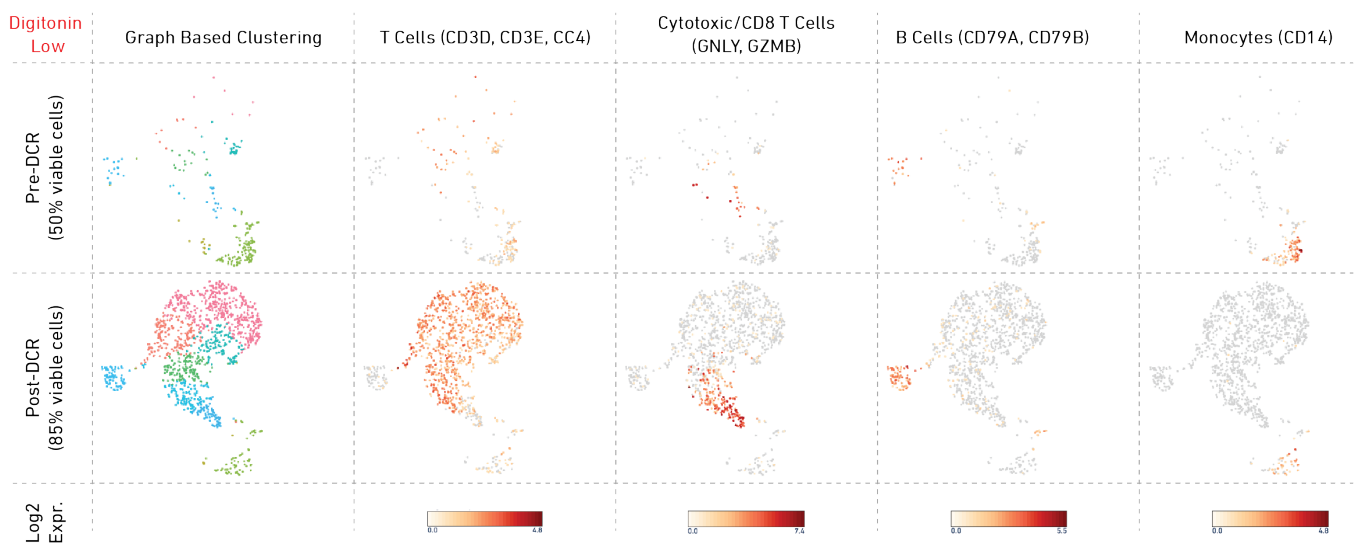 Digitonin
Low
Graph Based Clustering
T Cells (CD3D, CD3E, CC4)
Cytotoxic/CD8 T Cells
(GNLY, GZMB)
B Cells (CD79A, CD79B)
Monocytes (CD14)
Pre-DCR
(50% viable cells)
Post-DCR
(85% viable cells)
Log2
Expr.
0.0
4.8
0.0
7.4
0.0
5.5
0.0
4.8